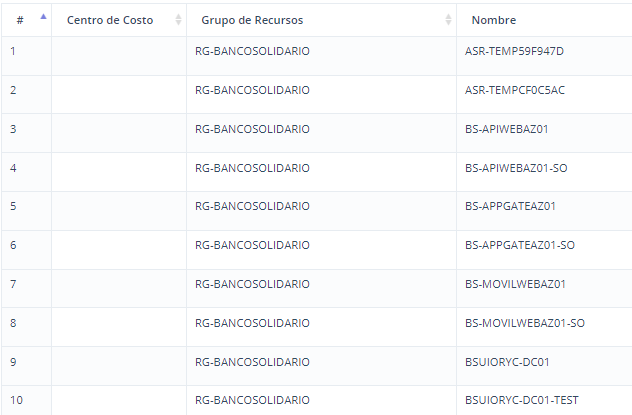 # Centro de Costo Grupo de Recursos Nombre
1 RG-BANCOSOLIDARIO ASR-TEMP59F947D
2 RG-BANCOSOLIDARIO ASR-TEMPCF0C5AC
3 RG-BANCOSOLIDARIO BS-APIWEBAZ01
4 RG-BANCOSOLIDARIO BS-APIWEBAZ01-SO
5 RG-BANCOSOLIDARIO BS-APPGATEAZ01
6 RG-BANCOSOLIDARIO BS-APPGATEAZ01-SO
7 RG-BANCOSOLIDARIO BS-MOVILWEBAZ01
8 RG-BANCOSOLIDARIO BS-MOVILWEBAZ01-SO
9 RG-BANCOSOLIDARIO BSUIORYC-DC01
10 RG-BANCOSOLIDARIO BSUIORYC-DC01-TEST